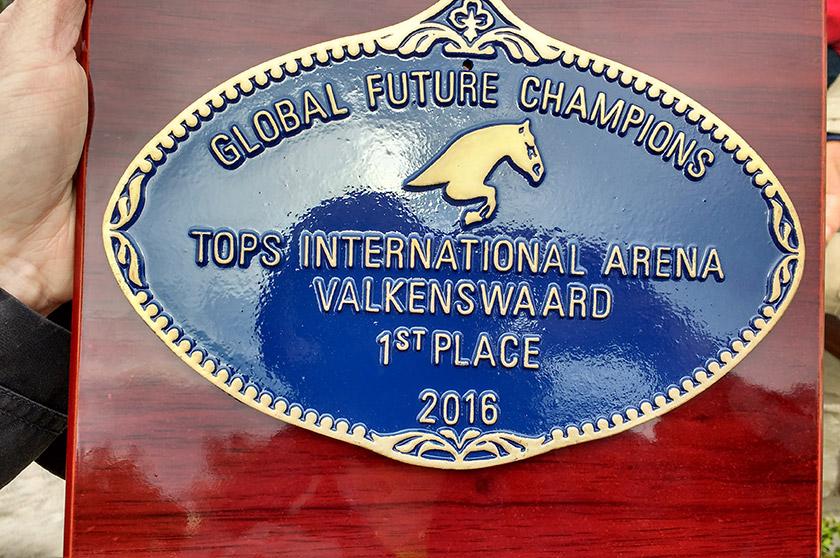 GLOBAL FUTURE CHAMPIONS
TOPS INTERNATIONAL ARENA
VALKENSWAARD
1ST PLACE
2016